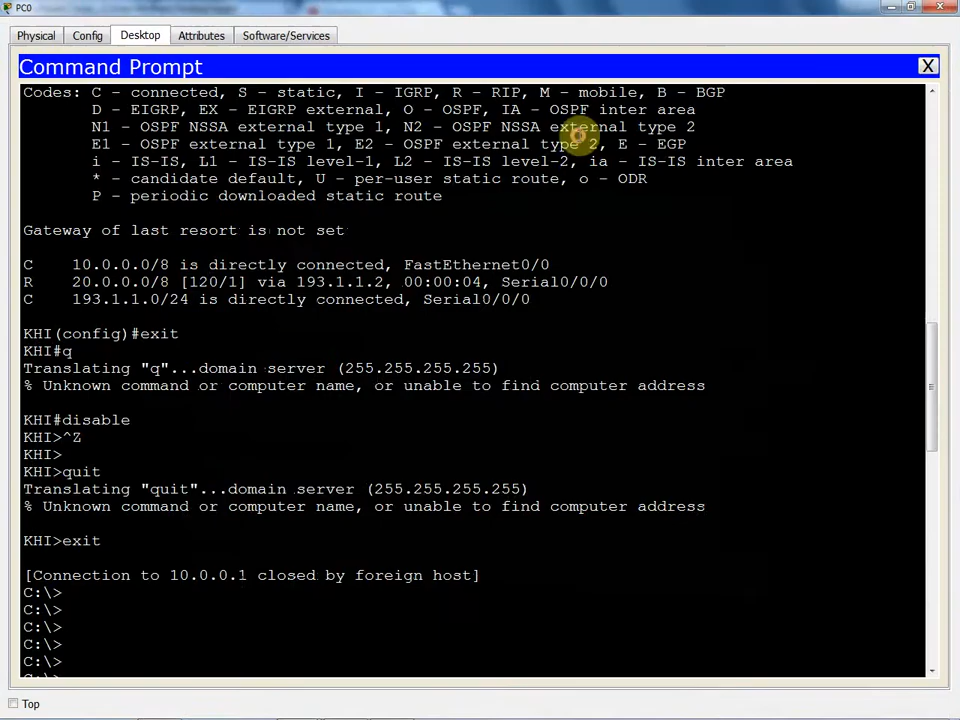 PC0
Physical Config Desktop Attributes Software/Services
Command Prompt X
Codes: C - connected, S - static, I - IGRP, R - RIP, M - mobile, B - BGP
D - EIGRP, EX - EIGRP external, O - OSPF, IA - OSPF inter area
N1 - OSPF NSSA external type 1, N2 - OSPF NSSA external type 2
E1 - OSPF external type 1, E2 - OSPF external type 2, E - EGP
i - IS-IS, L1 - IS-IS level-1, L2 - IS-IS level-2, ia - IS-IS inter area
* - candidate default, U - per-user static route, o - ODR
P - periodic downloaded static route
Gateway of last resort is not set
C 10.0.0.0/8 is directly connected, FastEthernet0/0
R 20.0.0.0/8 [120/1] via 193.1.1.2, 00:00:04, Serial0/0/0
C 193.1.1.0/24 is directly connected, Serial0/0/0
KHI(config)#exit
KHI#q
Translating "q"...domain server (255.255.255.255)
% Unknown command or computer name, or unable to find computer address
KHI#disable
KHI>^Z
KHI>
KHI>quit
Translating "quit"...domain server (255.255.255.255)
% Unknown command or computer name, or unable to find computer address
KHI>exit
[Connection to 10.0.0.1 closed by foreign host]
C:\>
C:\>
C:\>
C:\>
C:\>
C:\>
Top